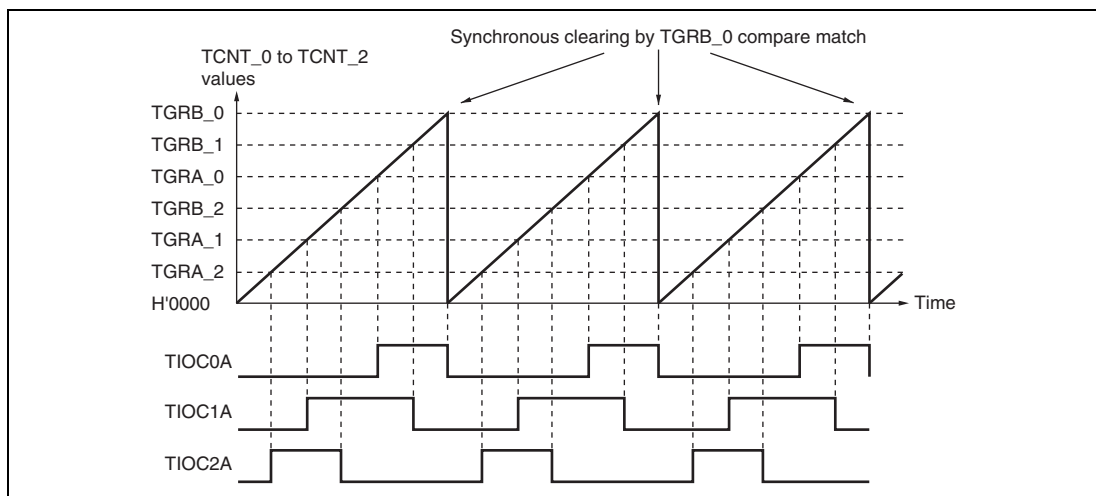 Synchronous clearing by TGRB_0 compare match
TCNT_0 to TCNT_2
values
TGRB_0
TGRB_1
TGRA_0
TGRB_2
TGRA_1
TGRA_2
H'0000
Time
TIOC0A
TIOC1A
TIOC2A